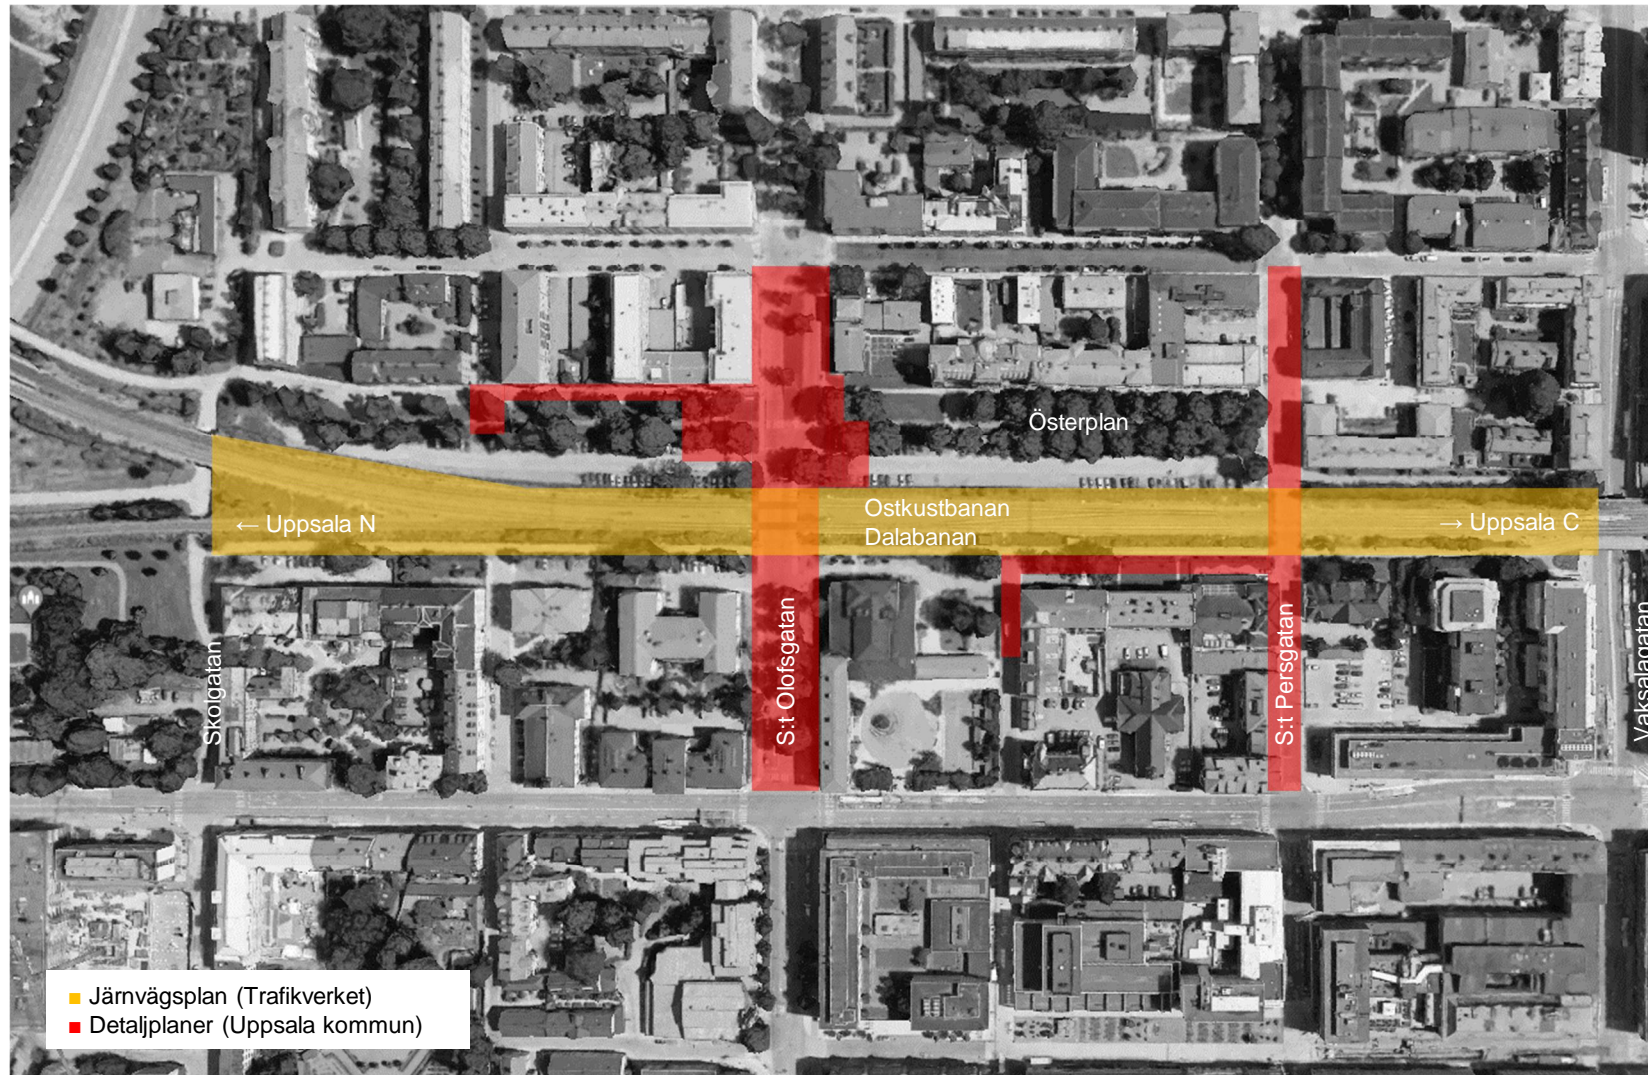 Österplan
Ostkustbanan
Dalabanan
← Uppsala N
→ Uppsala C
Skolgatan
S:t Olofsgatan
S:t Persgatan
Vaksalagatan
Järnvägsplan (Trafikverket)
Detaljplaner (Uppsala kommun)